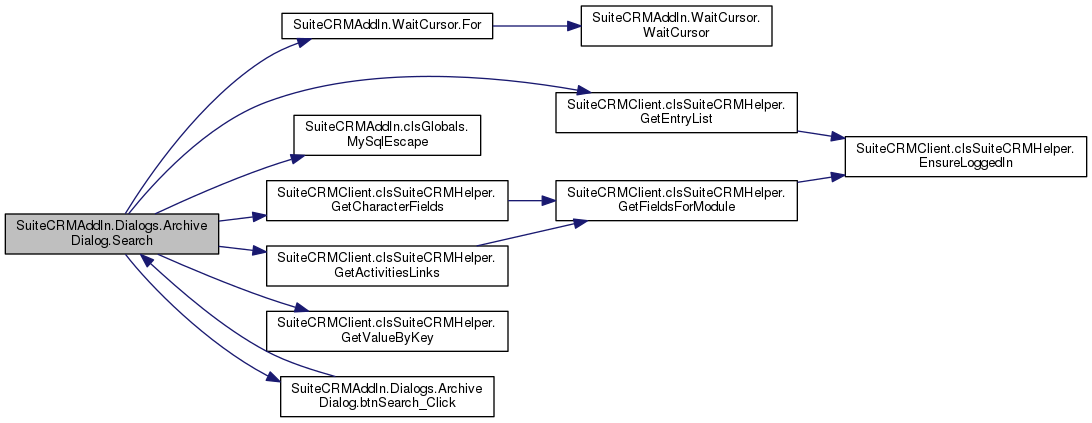 SuiteCRMAddIn.WaitCursor.For
SuiteCRMAddIn.WaitCursor.
WaitCursor
SuiteCRMClient.clsSuiteCRMHelper.
GetEntryList
SuiteCRMAddIn.clsGlobals.
MySqlEscape
SuiteCRMClient.clsSuiteCRMHelper.
EnsureLoggedIn
SuiteCRMClient.clsSuiteCRMHelper.
GetCharacterFields
SuiteCRMClient.clsSuiteCRMHelper.
GetFieldsForModule
SuiteCRMAddIn.Dialogs.Archive
Dialog.Search
SuiteCRMClient.clsSuiteCRMHelper.
GetActivitiesLinks
SuiteCRMClient.clsSuiteCRMHelper.
GetValueByKey
SuiteCRMAddIn.Dialogs.Archive
Dialog.btnSearch_Click